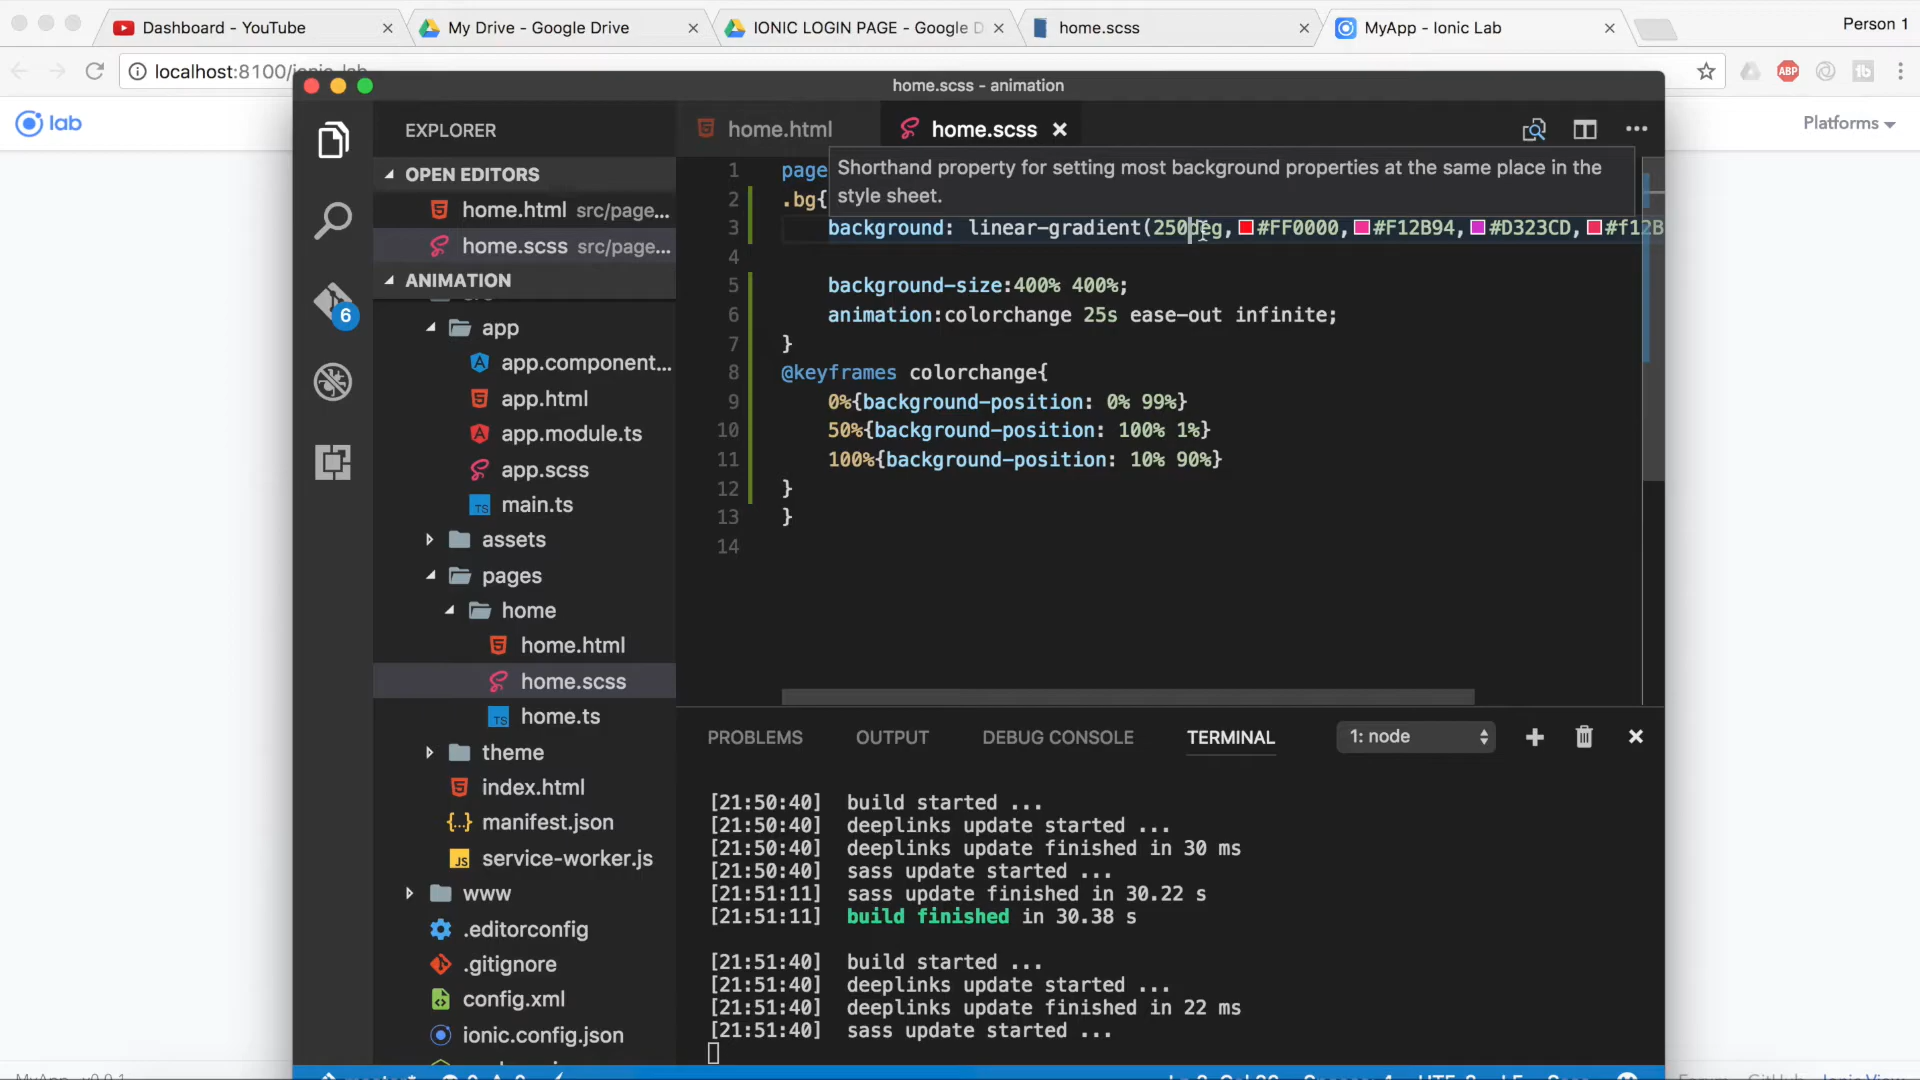 Dashboard - YouTube
My Drive - Google Drive
IONIC LOGIN PAGE - Google D
home.scss
MyApp - Ionic Lab
Person 1
localhost:8100/ionic-lab
ABP
lab
Platforms
home.scss - animation
EXPLORER
home.html
home.scss
OPEN EDITORS
home.html src/page...
home.scss src/page...
ANIMATION
app
app.component...
app.html
app.module.ts
app.scss
main.ts
assets
pages
home
home.html
home.scss
home.ts
theme
index.html
manifest.json
service-worker.js
www
.editorconfig
.gitignore
config.xml
ionic.config.json
6
Shorthand property for setting most background properties at the same place in the
style sheet.
1 page
2 .bg{
3 background: linear-gradient(250deg,#FF0000,#F12B94,#D323CD,#f12B
4
5 background-size:400% 400%;
6 animation:colorchange 25s ease-out infinite;
7 }
8 @keyframes colorchange{
9 0%{background-position: 0% 99%}
10 50%{background-position: 100% 1%}
11 100%{background-position: 10% 90%}
12 }
13 }
14
PROBLEMS OUTPUT DEBUG CONSOLE TERMINAL 1: node
[21:50:40] build started ...
[21:50:40] deeplinks update started ...
[21:50:40] deeplinks update finished in 30 ms
[21:50:40] sass update started ...
[21:51:11] sass update finished in 30.22 s
[21:51:11] build finished in 30.38 s
[21:51:40] build started ...
[21:51:40] deeplinks update started ...
[21:51:40] deeplinks update finished in 22 ms
[21:51:40] sass update started ...